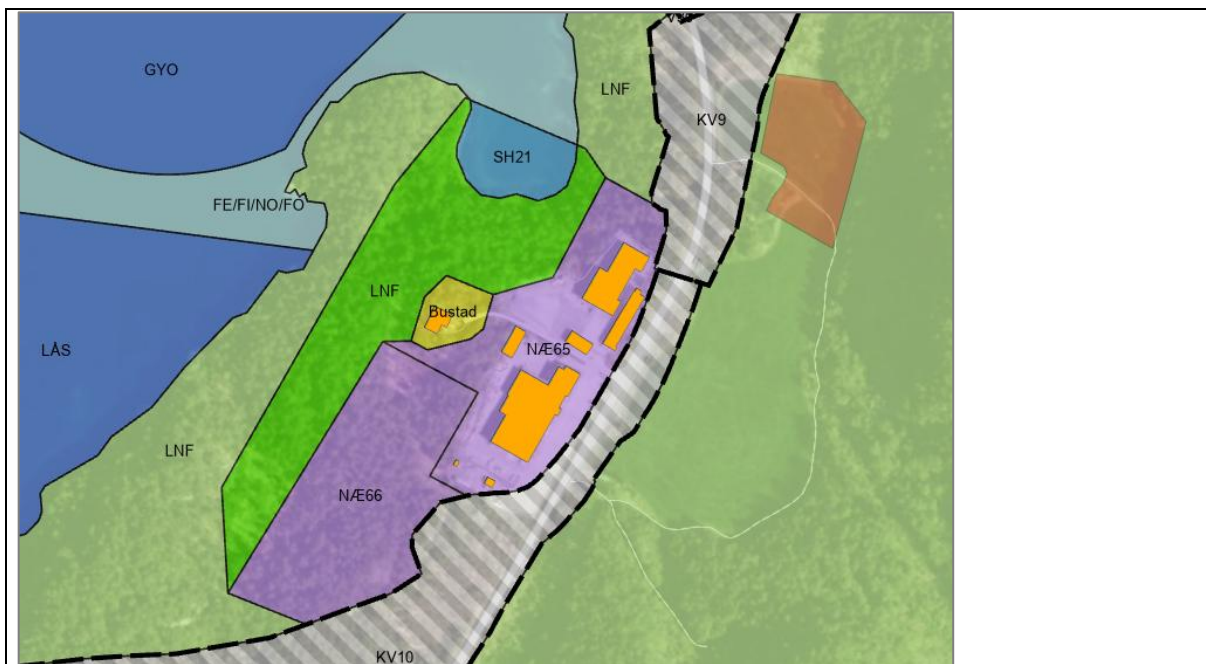 GYO
LNF
KV9
SH21
FE/FI/NO/FO
LNF
Bustad
LÅS
NÆ65
LNF
NÆ66
KV10